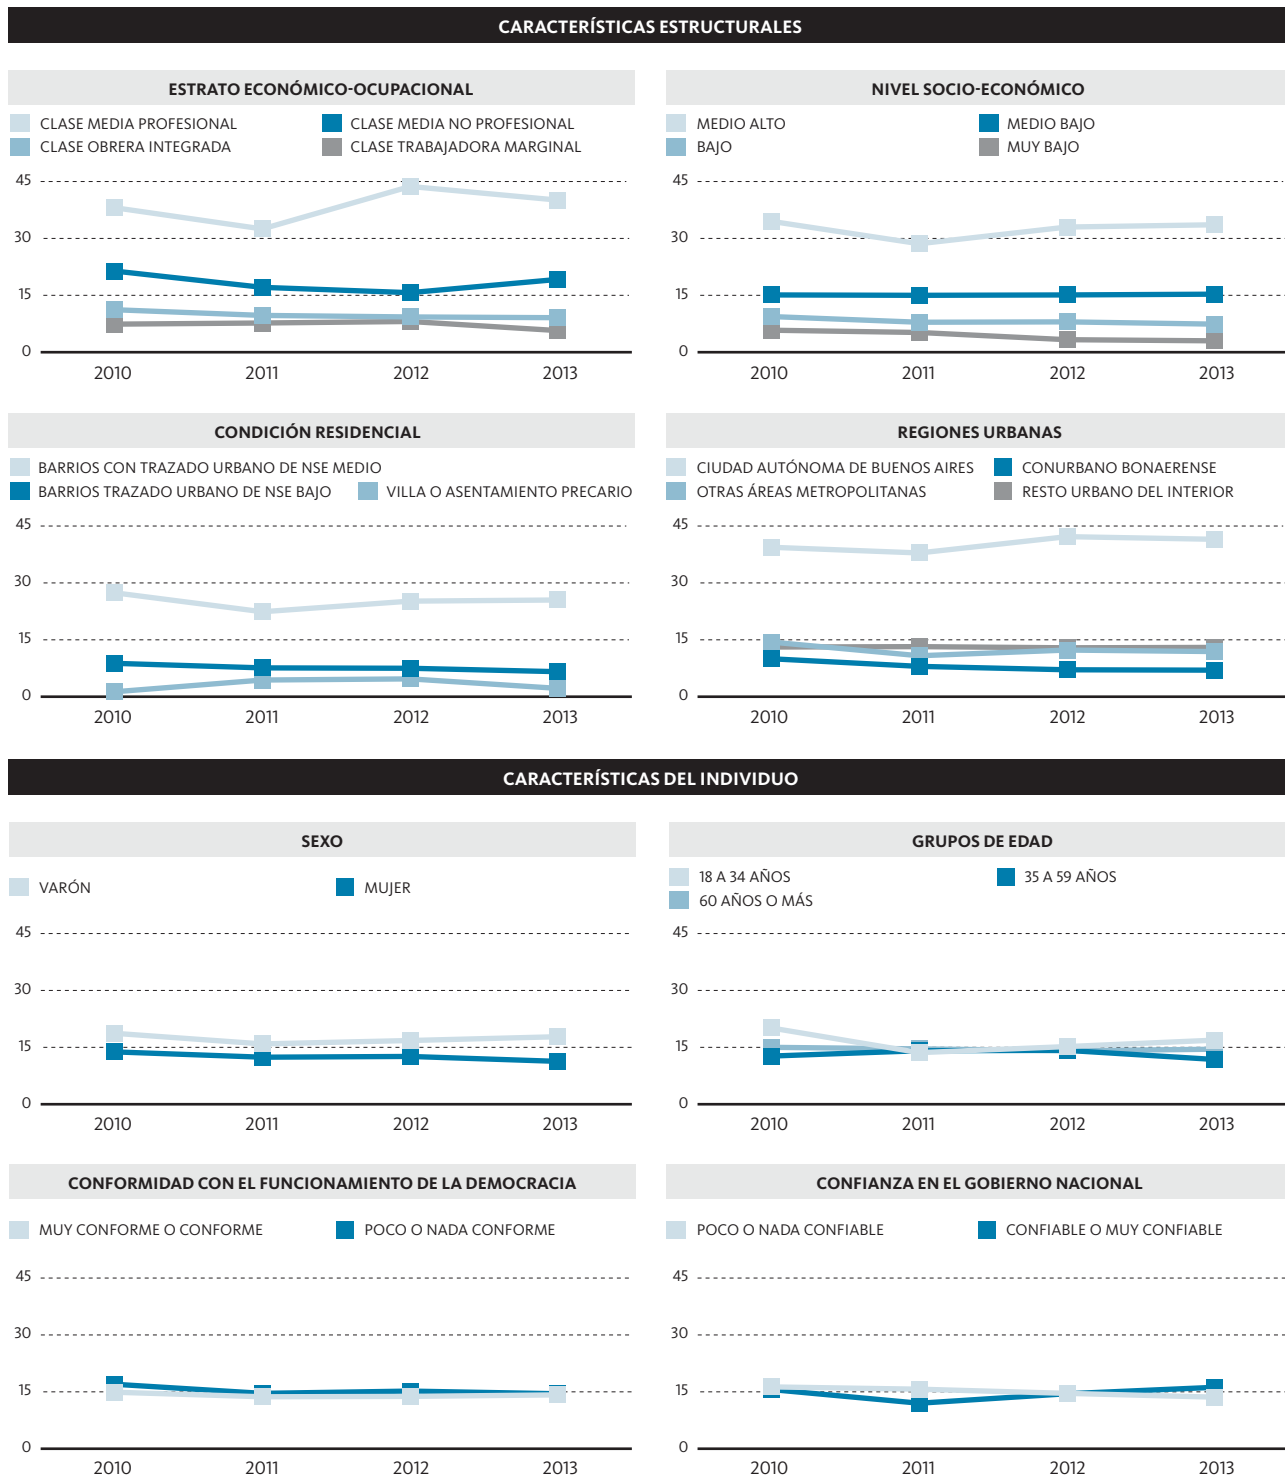 CARACTERÍSTICAS ESTRUCTURALES
ESTRATO ECONÓMICO-OCUPACIONAL
CLASE MEDIA PROFESIONAL
CLASE MEDIA NO PROFESIONAL
CLASE OBRERA INTEGRADA
CLASE TRABAJADORA MARGINAL
45
30
15
0
2010 2011 2012 2013
NIVEL SOCIO-ECONÓMICO
MEDIO ALTO
MEDIO BAJO
BAJO
MUY BAJO
45
30
15
0
2010 2011 2012 2013
CONDICIÓN RESIDENCIAL
BARRIOS CON TRAZADO URBANO DE NSE MEDIO
BARRIOS TRAZADO URBANO DE NSE BAJO
VILLA O ASENTAMIENTO PRECARIO
45
30
15
0
2010 2011 2012 2013
REGIONES URBANAS
CIUDAD AUTÓNOMA DE BUENOS AIRES
CONURBANO BONAERENSE
OTRAS ÁREAS METROPOLITANAS
RESTO URBANO DEL INTERIOR
45
30
15
0
2010 2011 2012 2013
CARACTERÍSTICAS DEL INDIVIDUO
SEXO
VARÓN
MUJER
45
30
15
0
2010 2011 2012 2013
GRUPOS DE EDAD
18 A 34 AÑOS
35 A 59 AÑOS
60 AÑOS O MÁS
45
30
15
0
2010 2011 2012 2013
CONFORMIDAD CON EL FUNCIONAMIENTO DE LA DEMOCRACIA
MUY CONFORME O CONFORME
POCO O NADA CONFORME
45
30
15
0
2010 2011 2012 2013
CONFIANZA EN EL GOBIERNO NACIONAL
POCO O NADA CONFIABLE
CONFIABLE O MUY CONFIABLE
45
30
15
0
2010 2011 2012 2013